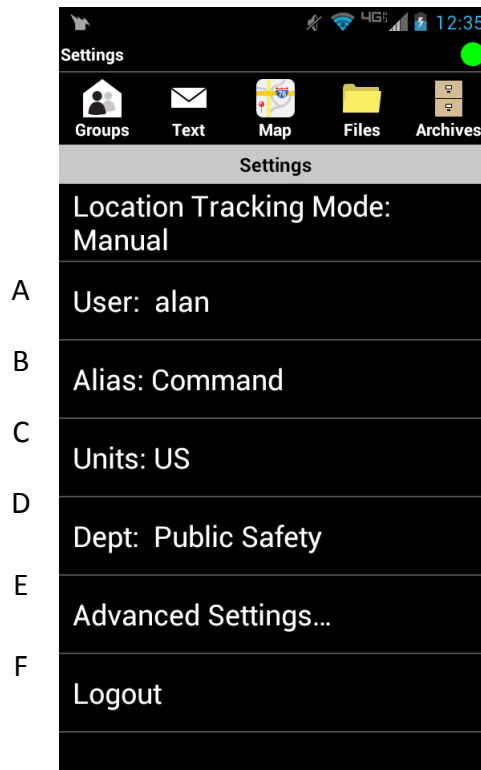 4G 12:35
Settings
Groups Text Map Files Archives
Settings
Location Tracking Mode:
Manual
A
User: alan
B
Alias: Command
C
Units: US
D
Dept: Public Safety
E
Advanced Settings...
F
Logout